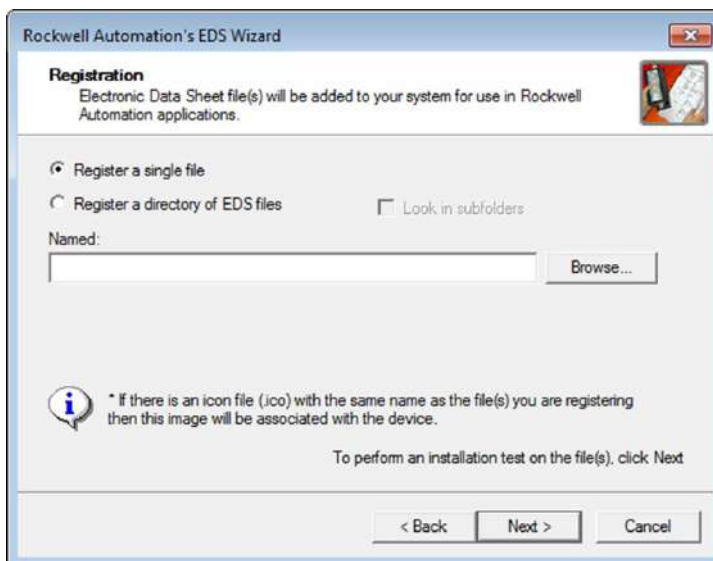 Rockwell Automation's EDS Wizard
Registration
Electronic Data Sheet file(s) will be added to your system for use in Rockwell
Automation applications.
Register a single file
Register a directory of EDS files
Look in subfolders
Named:
Browse...
* If there is an icon file (.ico) with the same name as the file(s) you are registering
then this image will be associated with the device.
To perform an installation test on the file(s), click Next
< Back
Next >
Cancel